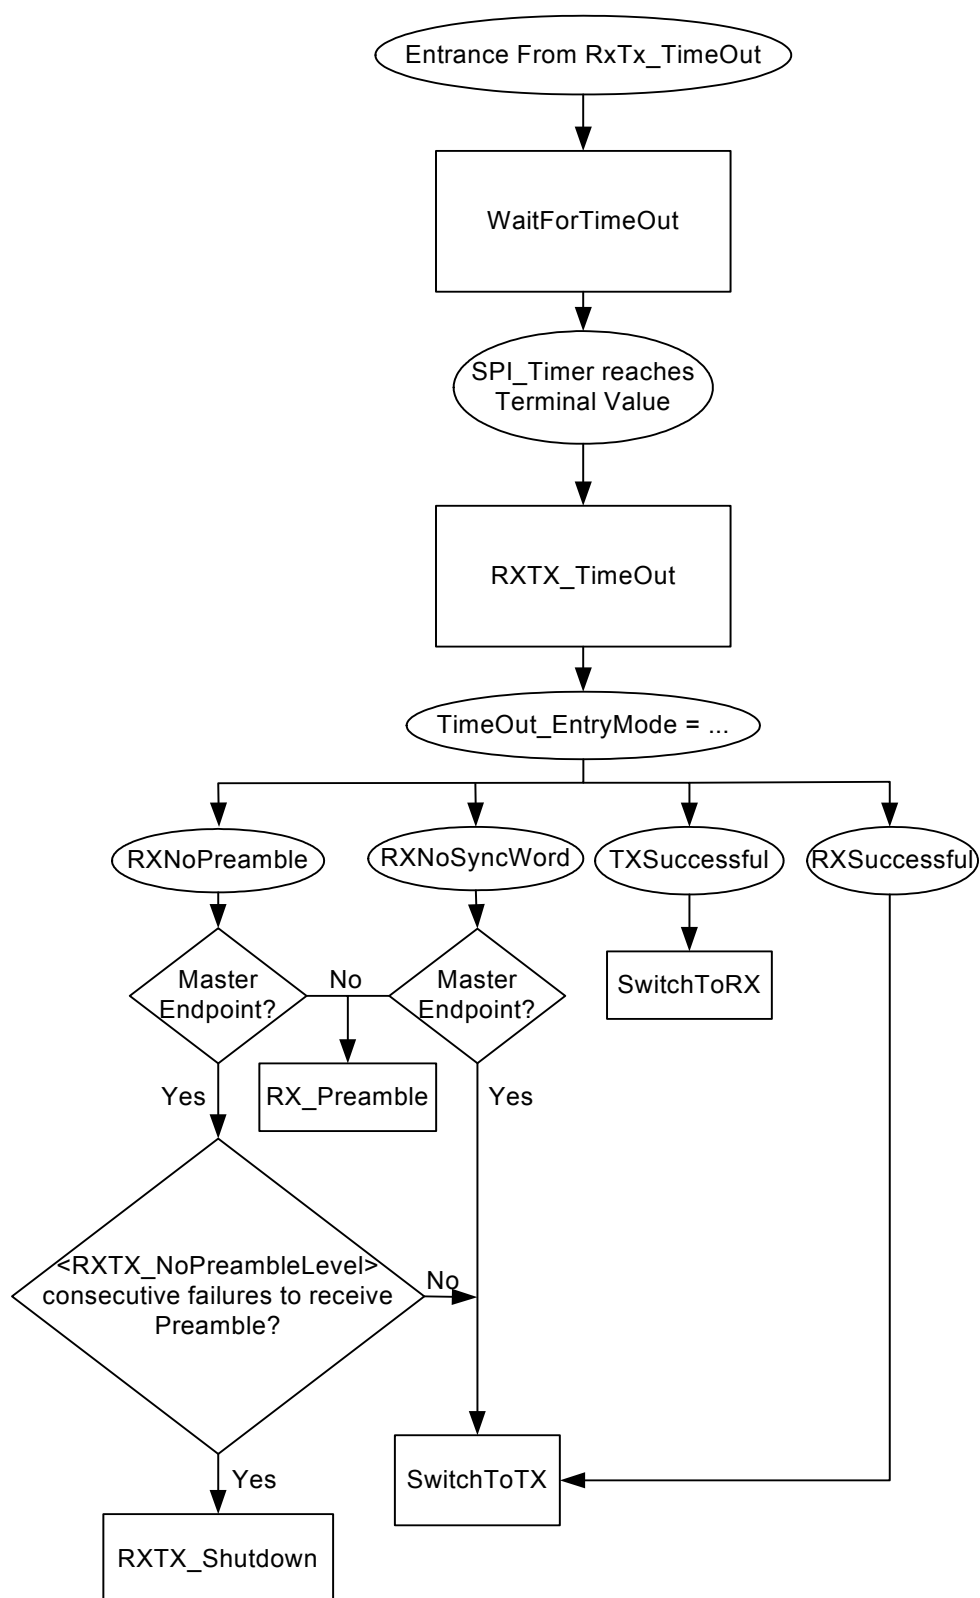 Entrance From RxTx_TimeOut
WaitForTimeOut
SPI_Timer reaches
Terminal Value
RXTX_TimeOut
TimeOut_EntryMode = ...
RXNoPreamble
RXNoSyncWord
TXSuccessful
RXSuccessful
Master
Endpoint?
No
Master
Endpoint?
SwitchToRX
Yes
RX_Preamble
Yes
<RXTX_NoPreambleLevel>
consecutive failures to receive
Preamble?
No
Yes
SwitchToTX
RXTX_Shutdown